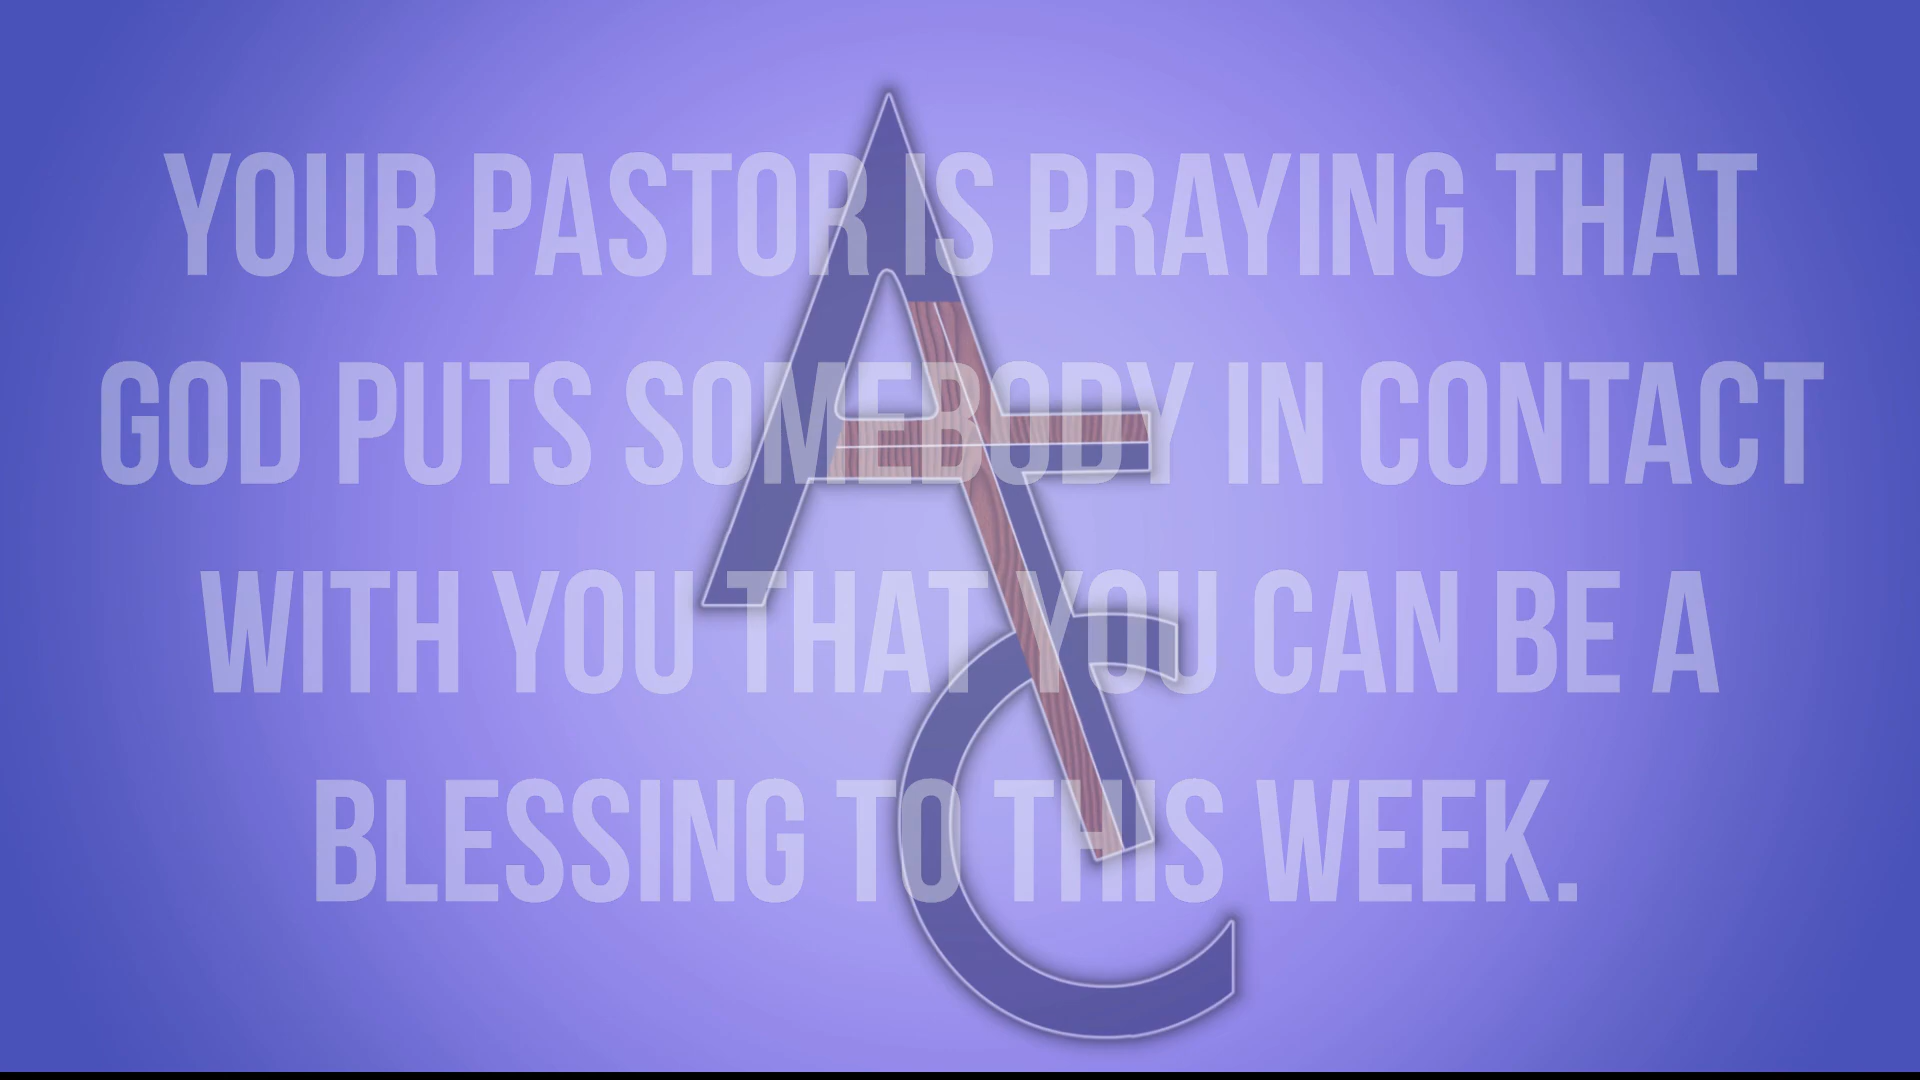 YOUR PASTOR IS PRAYING THAT
GOD PUTS SOMEBODY IN CONTACT
WITH YOU THAT YOU CAN BE A
BLESSING TO THIS WEEK.